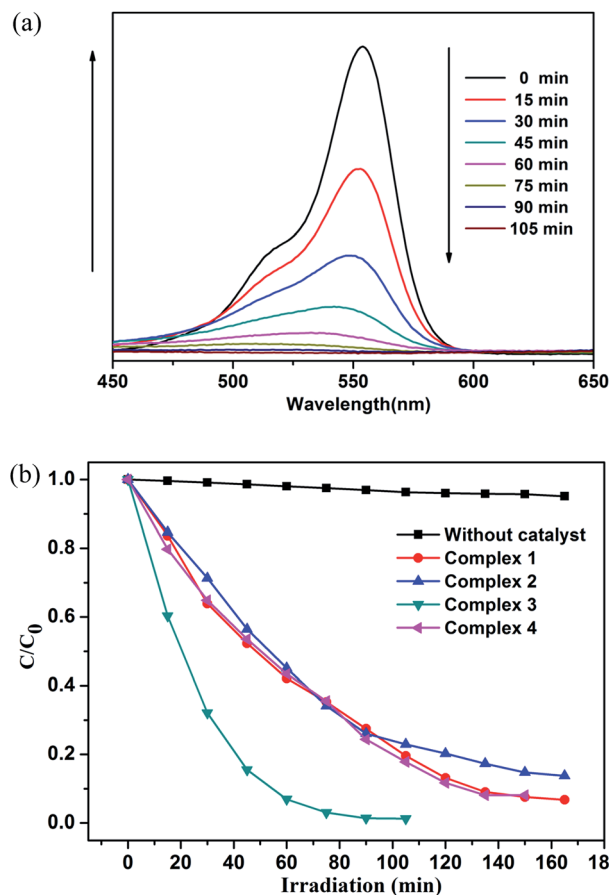 (a)
0 min
15 min
30 min
45 min
60 min
75 min
90 min
105 min
450 500 550 600 650
Wavelength(nm)
(b)
1.0
0.8
0.6
0.4
0.2
0.0
C/C0
Without catalyst
Complex 1
Complex 2
Complex 3
Complex 4
0 20 40 60 80 100 120 140 160
Irradiation (min)